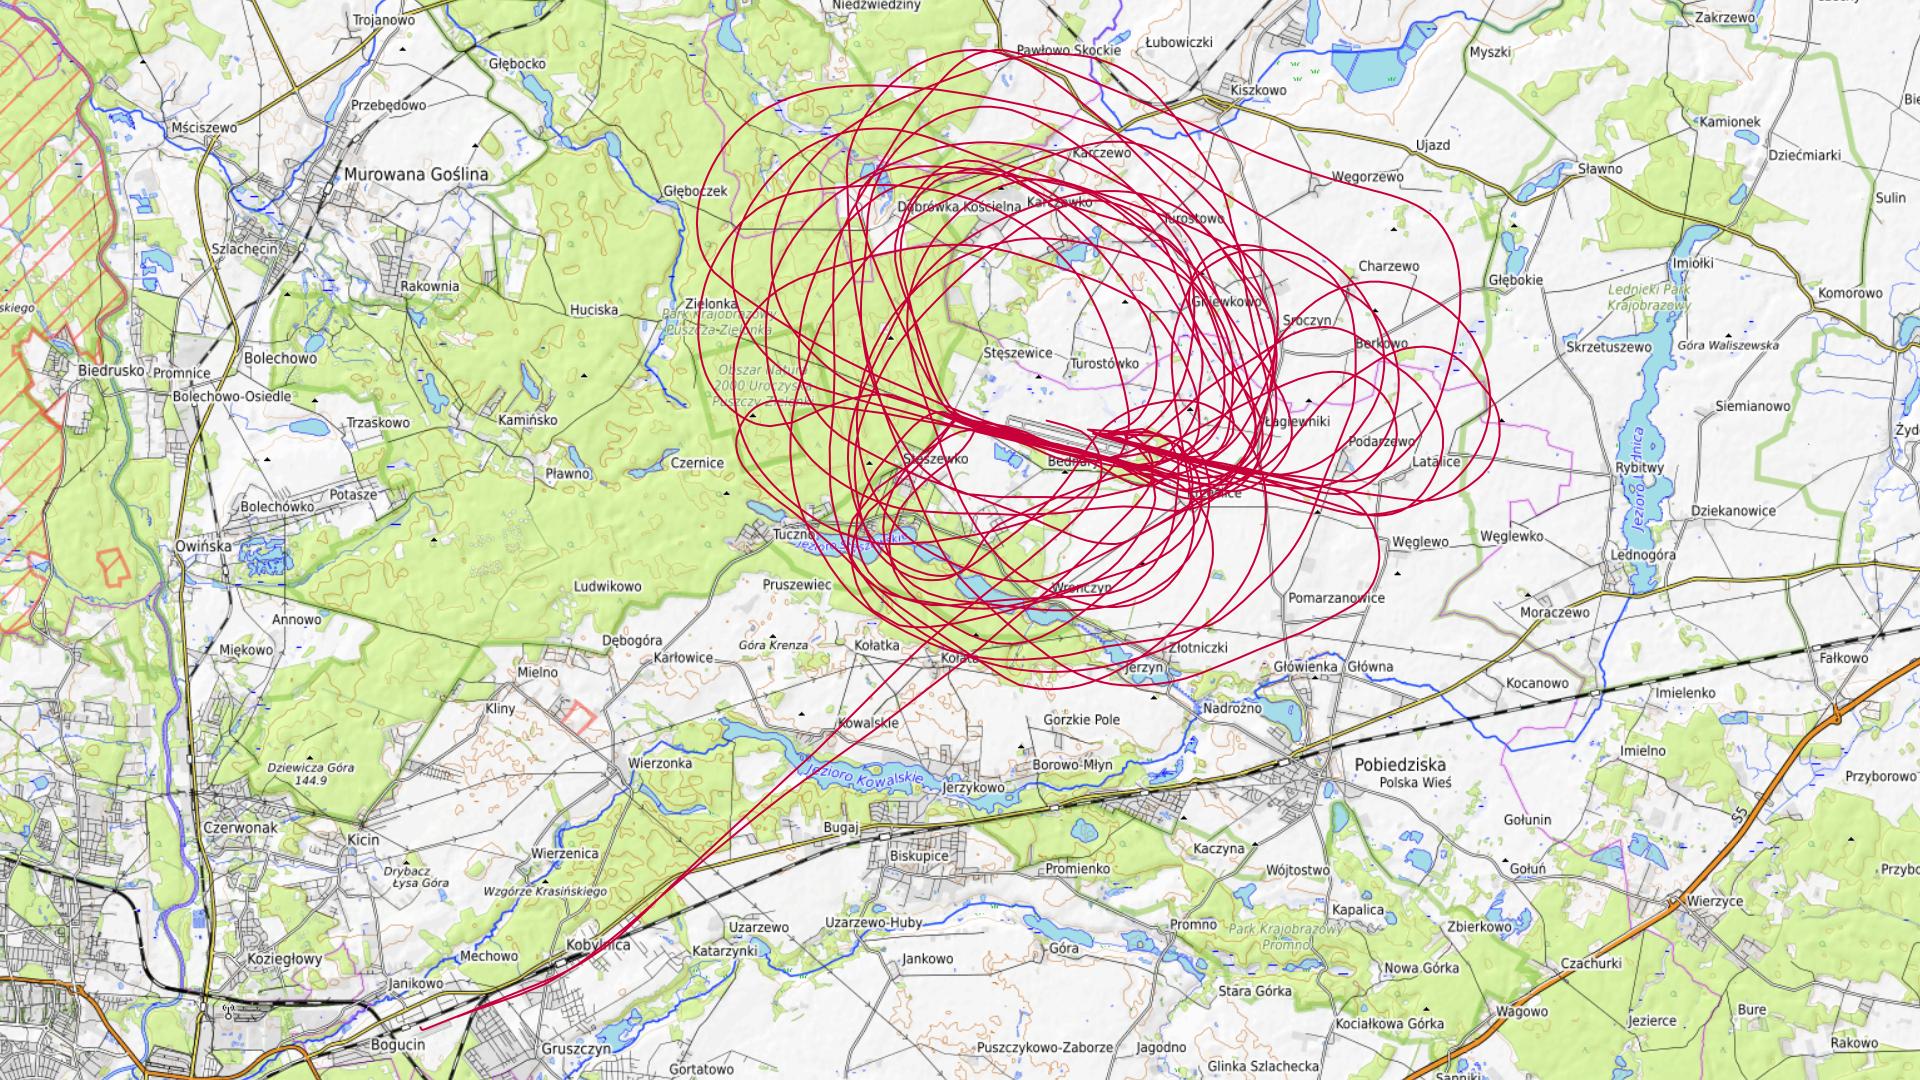 Niedźwiedziny
Trojanowo
Zakrzewo
Łubowiczki
Pawłowo Skockie
Myszki
Głębocko
Kiszkowo
Przebędowo
Kamionek
Mściszewo
Ujazd
Karczewo
Dziećmiarki
Sławno
Murowana Goślina
Węgorzewo
Głęboczek
Sulin
Dąbrówka Kościelna
Karczewko
Turostowo
Szlachęcin
Imiołki
Charzewo
Głębokie
Rakownia
Lednicki Park
Krajobrazowy
Komorowo
Zielonka
Gniewkowo
skiego
Huciska
Park Krajobrazowy
Puszcza Zielonka
Sroczyn
Berkowo
Skrzetuszewo
Góra Waliszewska
Stęszewice
Bolechowo
Turostówko
Biedrusko
Promnice
Obszar Natura
2000 Uroczyska
Puszczy Zielonki
Bolechowo-Osiedle
Siemianowo
Trzaskowo
Kamińsko
Łagiewniki
Podarzewo
Stęszewko
Czernice
Latalice
Rybitwy
Pławno
Potasze
Jezioro Lednica
Bolechówko
Dziekanowice
Tuczno
Węglewo
Węglewko
Owińska
Lednogóra
Pruszewiec
Ludwikowo
Wronczyn
Pomarzanowice
Moraczewo
Annowo
Dębogóra
Góra Krenza
Kołatka
Złotniczki
Miękowo
Karłowice
Jerzyn
Główienka
Główna
Fałkowo
Mielno
Kocanowo
Imielenko
Kliny
Nadrożno
Kowalskie
Gorzkie Pole
Imielno
Wierzonka
Borowo-Młyn
Pobiedziska
Dziewicza Góra
144.9
Jezioro Kowalskie
Polska Wieś
Przyborowo
Jerzykowo
S5
Gołunin
Czerwonak
Bugaj
Kicin
Kaczyna
Wierzenica
Biskupice
Promienko
Wójtostwo
Gołuń
Drybacz
Łysa Góra
Wzgórze Krasińskiego
Wierzyce
Kapalica
Uzarzewo
Uzarzewo-Huby
Promno
Zbierkowo
Park Krajobrazowy
Promno
Kobylnica
Katarzynki
Góra
Koziegłowy
Mechowo
Jankowo
Czachurki
Nowa Górka
Janikowo
Stara Górka
Wagowo
Bure
Kociałkowa Górka
Jezierce
Bogucin
Gruszczyn
Puszczykowo-Zaborze
Jagodno
Rakowo
Gortatowo
Glinka Szlachecka